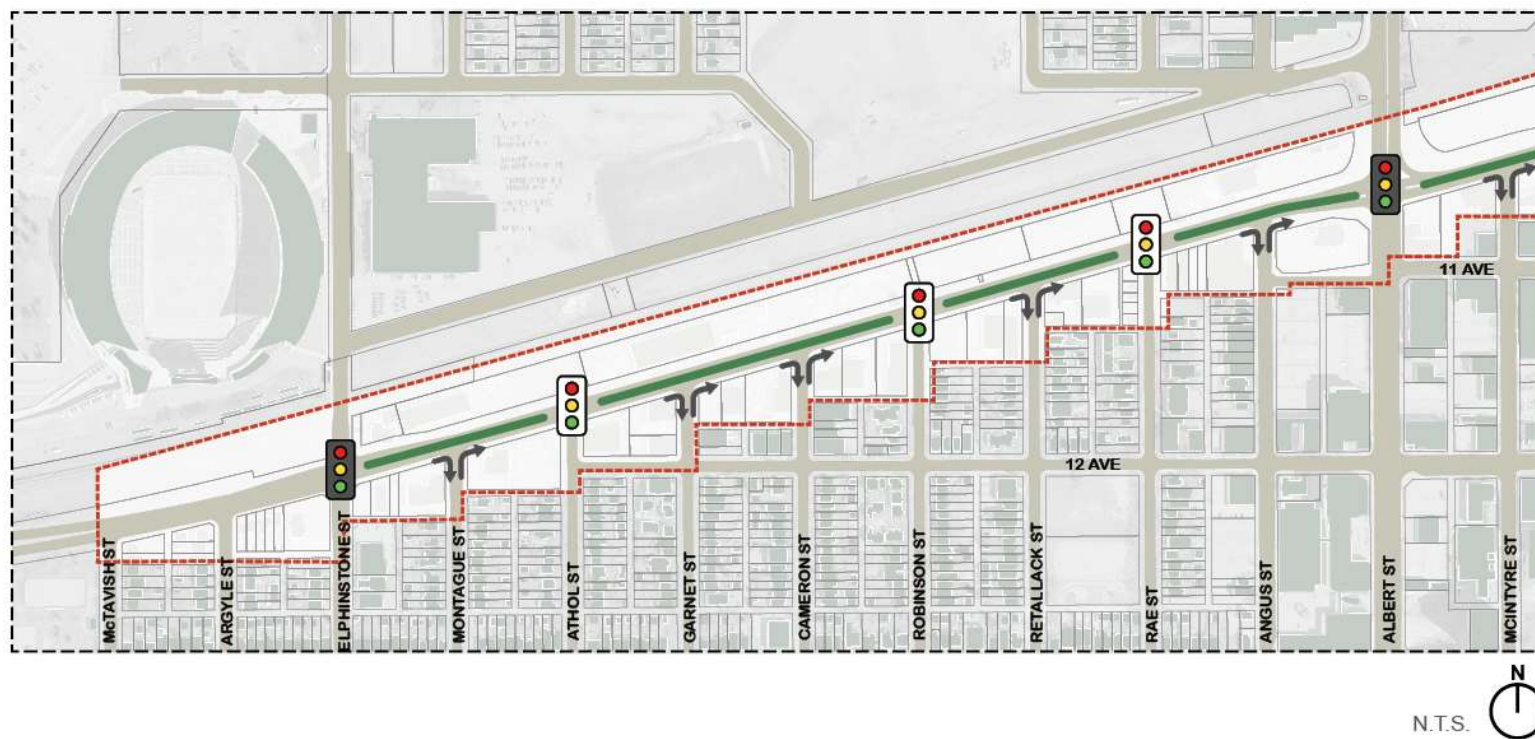 11 AVE
12 AVE
McTAVISH ST
ARGYLE ST
ELPHINSTONE ST
MONTAGUE ST
ATHOL ST
GARNET ST
CAMERON ST
ROBINSON ST
RETALLACK ST
RAE ST
ANGUS ST
ALBERT ST
MCINTYRE ST
N
N.T.S.